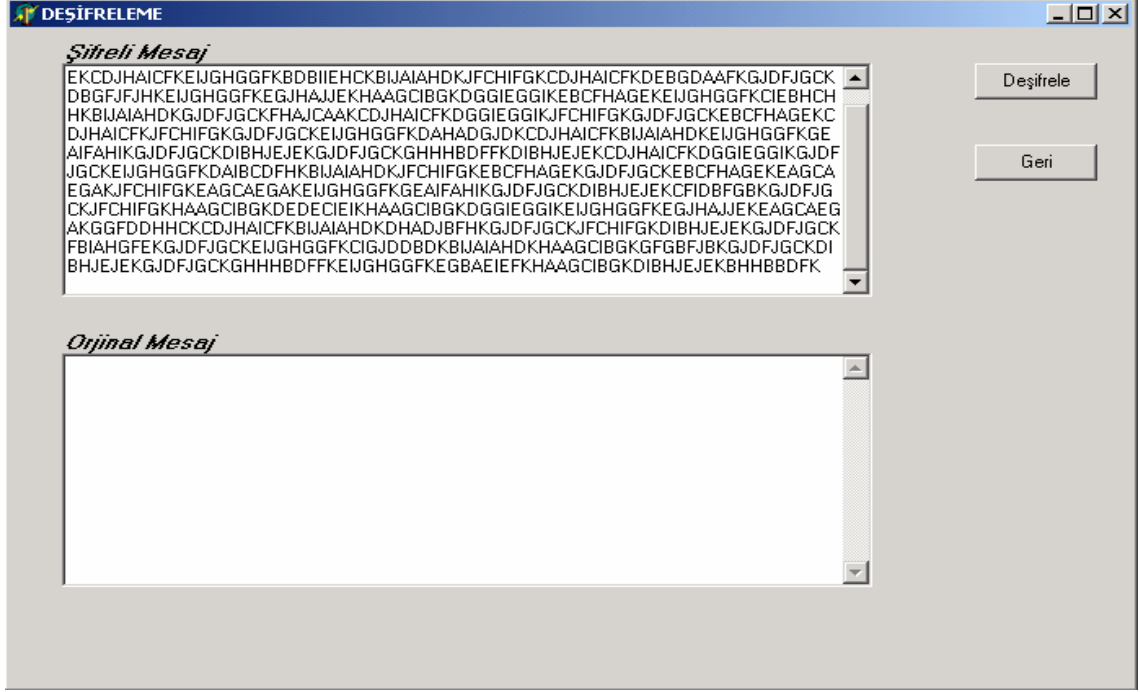 DEŞİFRELEME
Şifreli Mesaj
EKCDJHAICFKEIJGHGGFKBDBIIEHCKBIJAIAHDKJFCHIFGKCDJHAICFKDEBGDAAFKGJDFJGCK
DBGFJFJHKEIJGHGGFKEGJHAJJEKHAAGCIBGKDGGIEGGIKEBCFHAGEKEIJGHGGFKCIEBHCH
HKBIJAIAHDKGJDFJGCKFHAJCAAKCDJHAICFKDGGIEGGIKJFCHIFGKGJDFJGCKEBCFHAGEKC
DJHAICFKJFCHIFGKGJDFJGCKEIJGHGGFKDAHADGJDKCDJHAICFKBIJAIAHDKEIJGHGGFKGE
AIFAHIKGJDFJGCKDIBHJEJEKGJDFJGCKGHHHBDFFKDIBHJEJEKCDJHAICFKDGGIEGGIKGJDF
JGCKEIJGHGGFKDAIBCDFHKBIJAIAHDKJFCHIFGKEBCFHAGEKGJDFJGCKEBCFHAGEKEAGCA
EGAKJFCHIFGKEAGCAEGAKEIJGHGGFKGEAIFAHIKGJDFJGCKDIBHJEJEKCFIDBFGBKGJDFJG
CKJFCHIFGKHAAGCIBGKDEDECIEIKHAAGCIBGKDGGIEGGIKEIJGHGGFKEGJHAJJEKEAGCAEG
AKGGFDDHHCKCDJHAICFKBIJAIAHDKDHADJBFHKGJDFJGCKJFCHIFGKDIBHJEJEKGJDFJGCK
FBIAHGFEKGJDFJGCKEIJGHGGFKCIGJDDBDKBIJAIAHDKHAAGCIBGKGFGBFJBKGJDFJGCKDI
BHJEJEKGJDFJGCKGHHHBDFFKEIJGHGGFKEGBAEIEFKHAAGCIBGKDIBHJEJEKBHHBBDFK
Deşifrele
Geri
Orjinal Mesaj